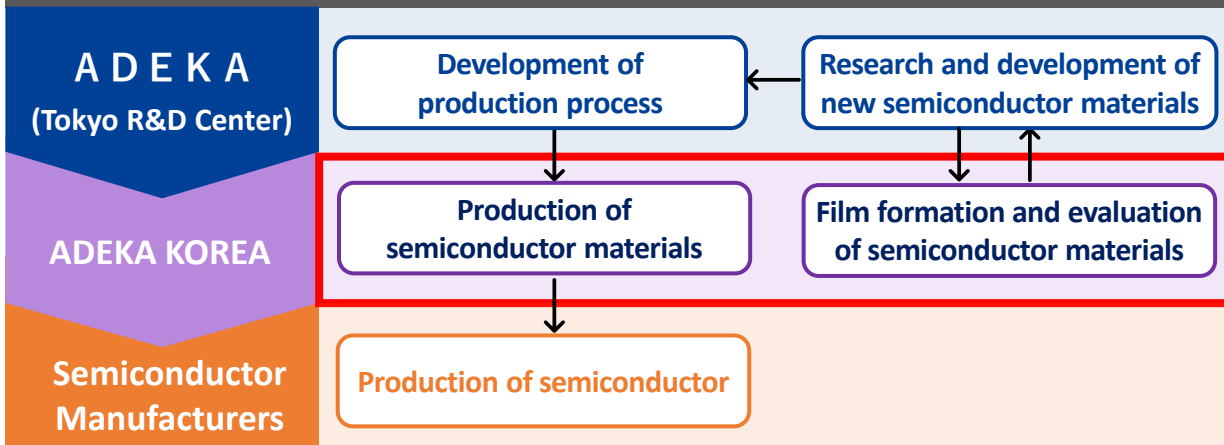 ADEKA
(Tokyo R&D Center)
Development of
production process
Research and development of
new semiconductor materials
ADEKA KOREA
Production of
semiconductor materials
Film formation and evaluation
of semiconductor materials
Semiconductor
Manufacturers
Production of semiconductor